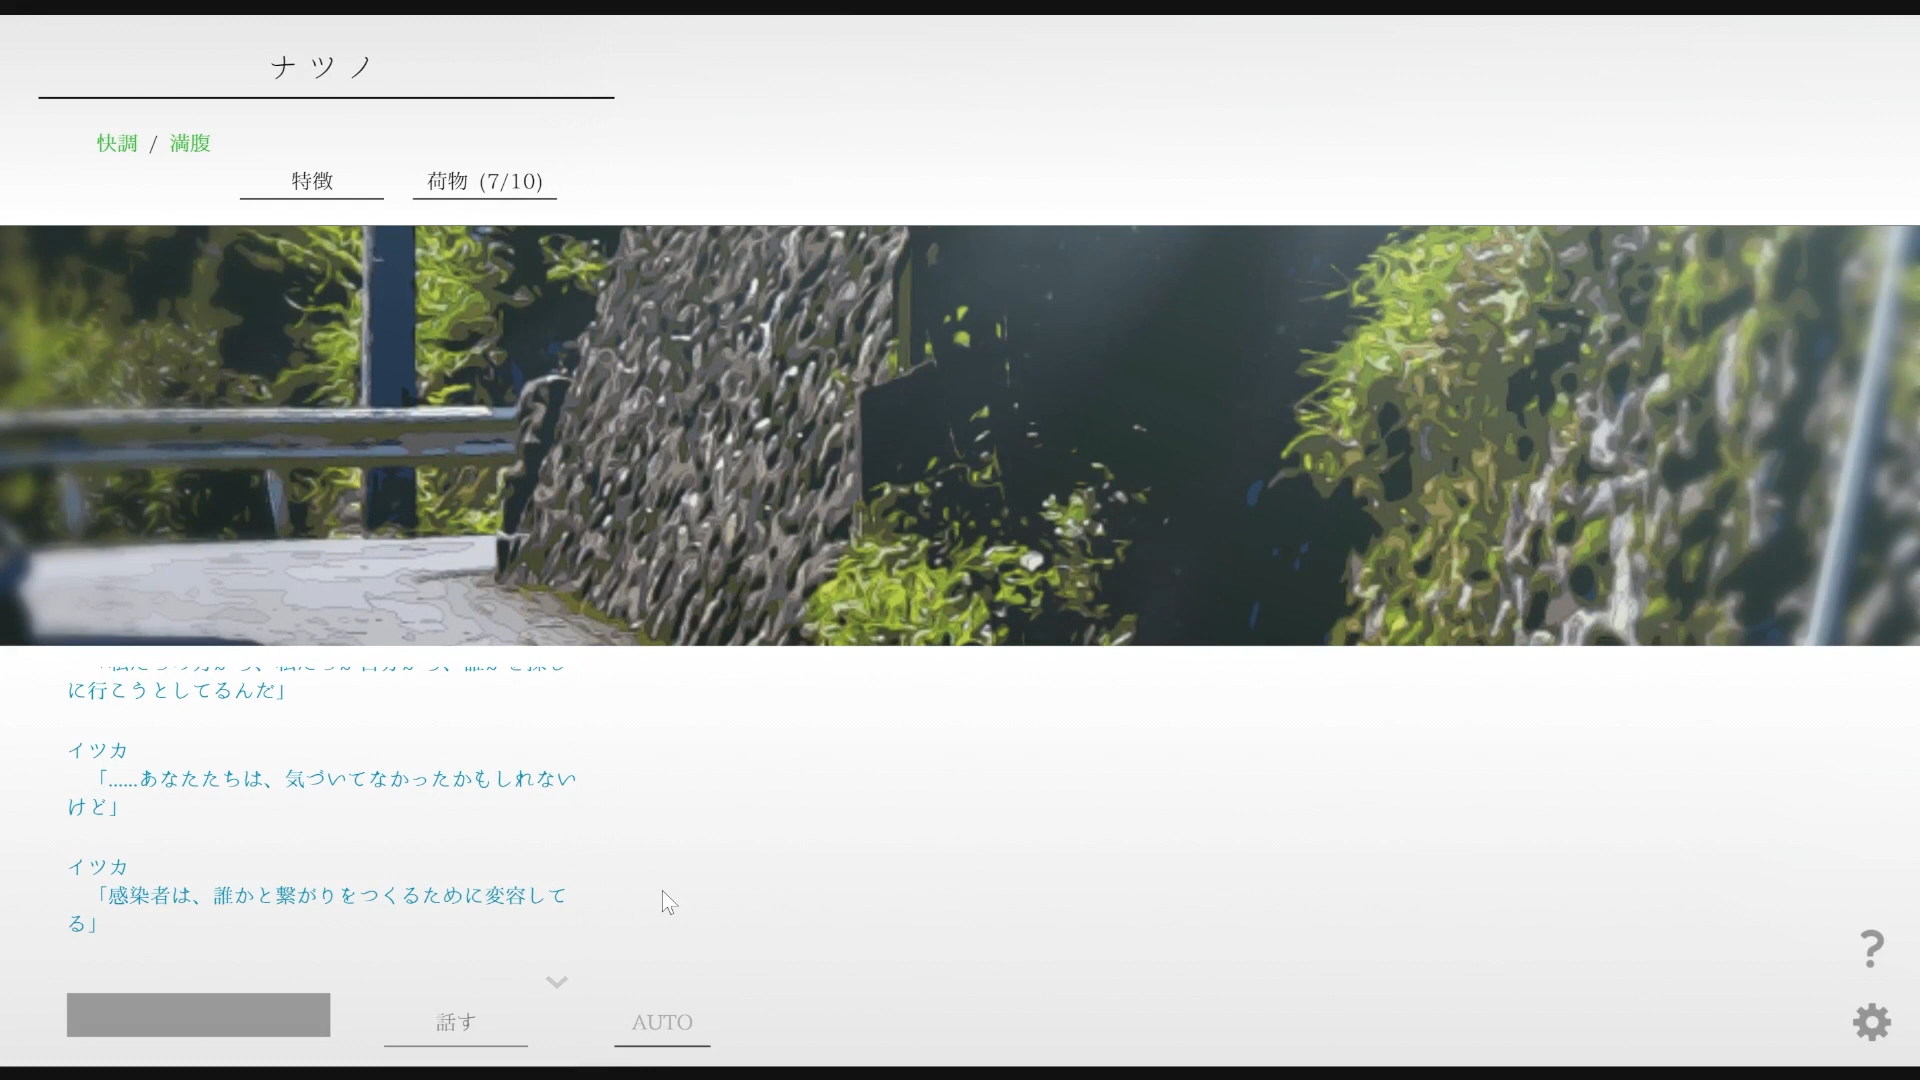 ナツノ
快調 / 満腹
特徴
荷物 (7/10)
に行こうとしてるんだ」
イツカ
「......あなたたちは、気づいてなかったかもしれない
けど」
イツカ
「感染者は、誰かと繋がりをつくるために変容して
る」
話す
AUTO
?